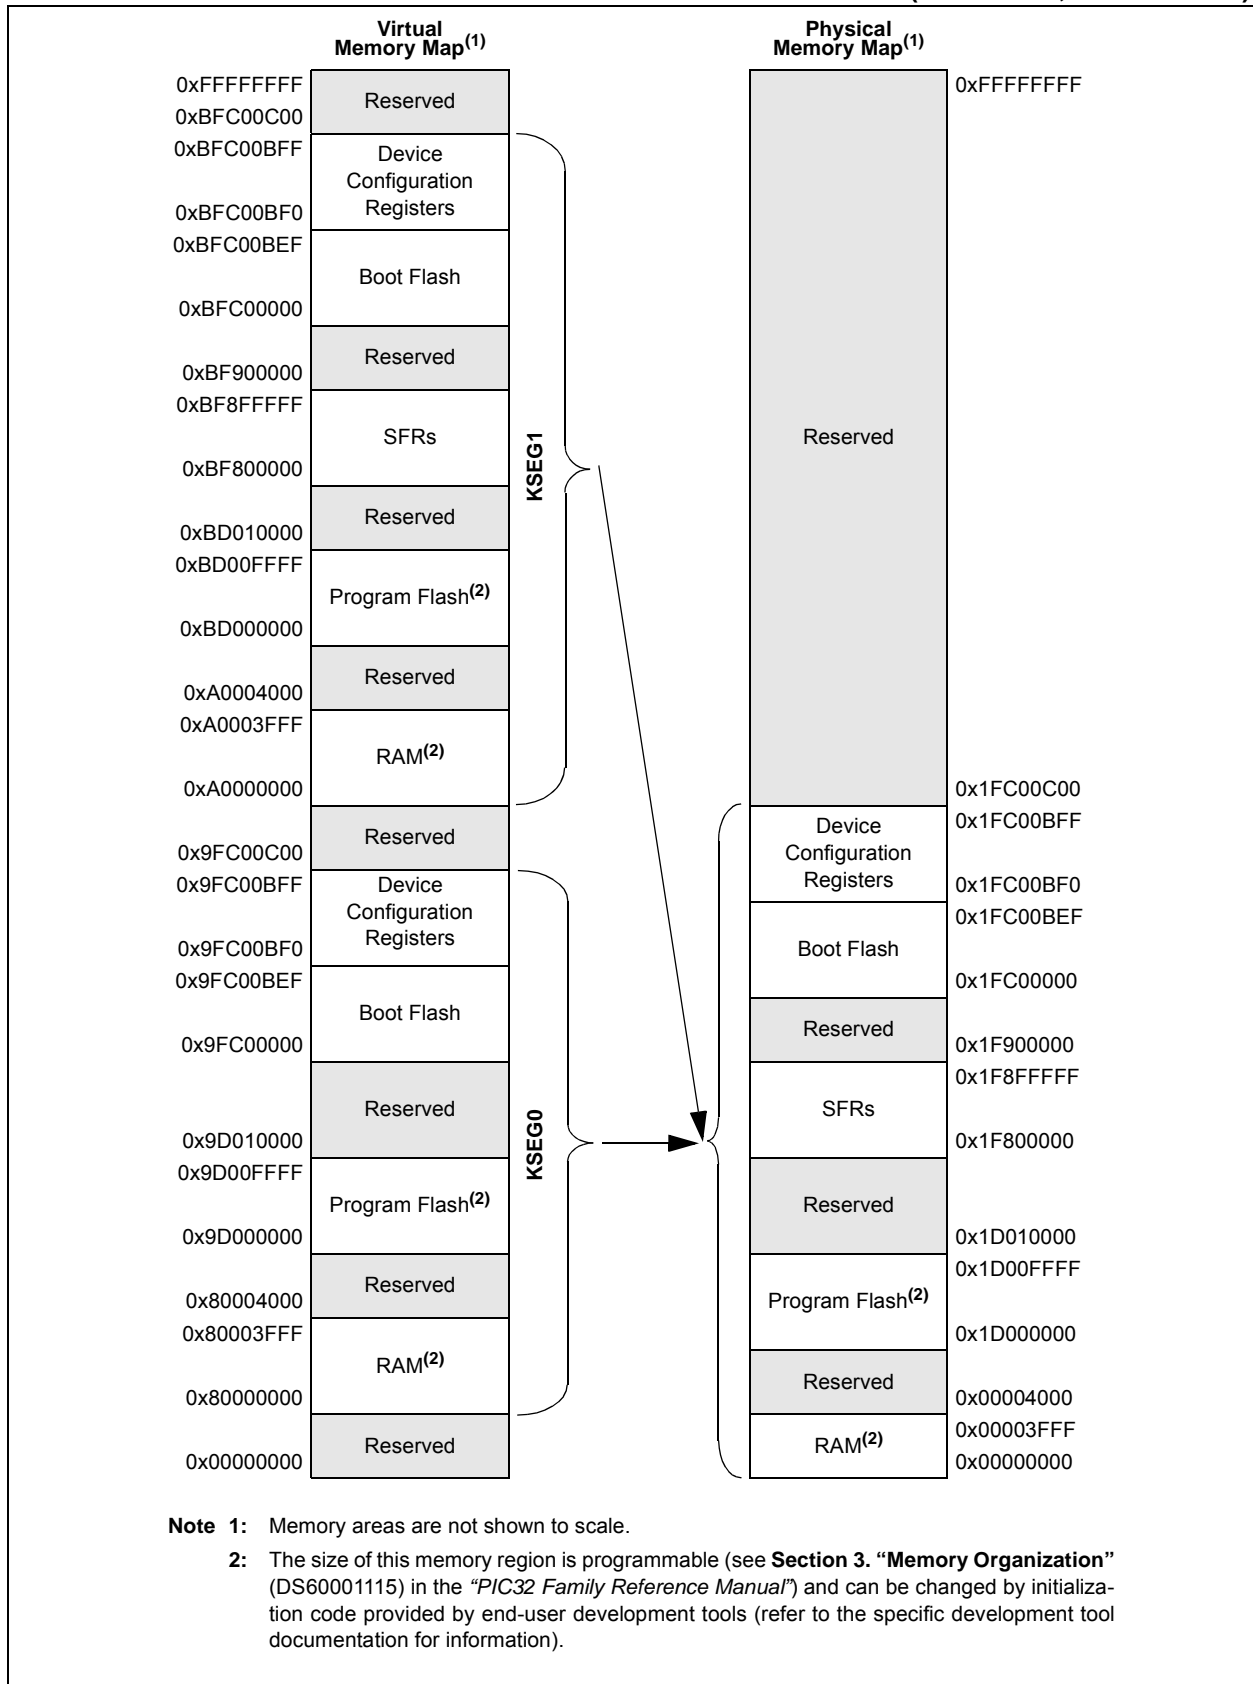 Virtual
Memory Map(1)
Physical
Memory Map(1)
0xFFFFFFFF
Reserved
0xBFC00C00
0xBFC00BFF
Device
Configuration
Registers
0xBFC00BF0
0xBFC00BEF
Boot Flash
0xBFC00000
Reserved
0xBF900000
0xBF8FFFFF
SFRs
0xBF800000
Reserved
0xBD010000
0xBD00FFFF
Program Flash(2)
0xBD000000
Reserved
0xA0004000
0xA0003FFF
RAM(2)
0xA0000000
KSEG1
Reserved
0x9FC00C00
0x9FC00BFF
Device
Configuration
Registers
0x9FC00BF0
0x9FC00BEF
Boot Flash
0x9FC00000
Reserved
0x9D010000
0x9D00FFFF
Program Flash(2)
0x9D000000
Reserved
0x80004000
0x80003FFF
RAM(2)
0x80000000
KSEG0
Reserved
0x00000000
0xFFFFFFFF
Reserved
0x1FC00C00
0x1FC00BFF
Device
Configuration
Registers
0x1FC00BF0
0x1FC00BEF
Boot Flash
0x1FC00000
Reserved
0x1F900000
0x1F8FFFFF
SFRs
0x1F800000
Reserved
0x1D010000
0x1D00FFFF
Program Flash(2)
0x1D000000
Reserved
0x00004000
0x00003FFF
RAM(2)
0x00000000
Note 1: Memory areas are not shown to scale.
2: The size of this memory region is programmable (see Section 3. “Memory Organization”
(DS60001115) in the “PIC32 Family Reference Manual”) and can be changed by initializa-
tion code provided by end-user development tools (refer to the specific development tool
documentation for information).